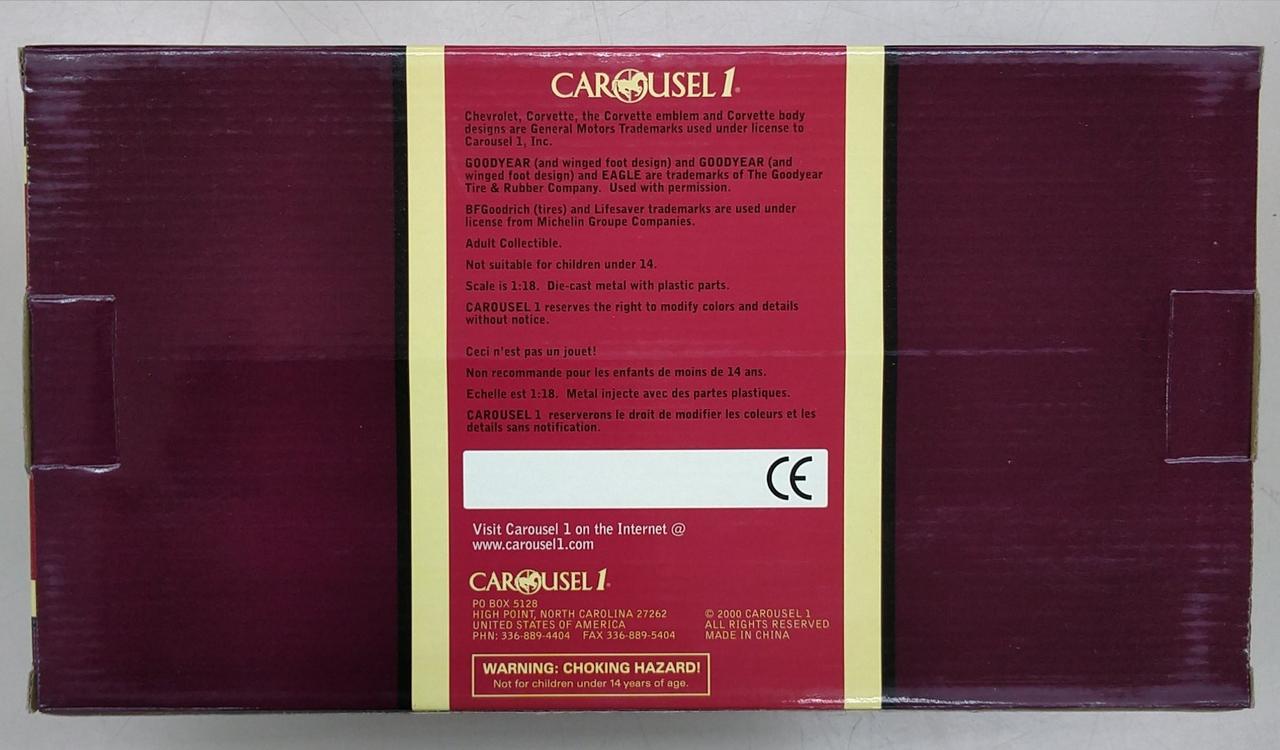 CAROUSEL 1®
Chevrolet, Corvette, the Corvette emblem and Corvette body
designs are General Motors Trademarks used under license to
Carousel 1, Inc.
GOODYEAR (and winged foot design) and GOODYEAR (and
winged foot design) and EAGLE are trademarks of The Goodyear
Tire & Rubber Company. Used with permission.
BFGoodrich (tires) and Lifesaver trademarks are used under
license from Michelin Groupe Companies.
Adult Collectible.
Not suitable for children under 14.
Scale is 1:18. Die-cast metal with plastic parts.
CAROUSEL 1 reserves the right to modify colors and details
without notice.
Ceci n'est pas un jouet!
Non recommande pour les enfants de moins de 14 ans.
Echelle est 1:18. Metal injecte avec des partes plastiques.
CAROUSEL 1 reserverons le droit de modifier les coleurs et les
details sans notification.
CE
Visit Carousel 1 on the Internet @
www.carousel1.com
CAROUSEL 1®
PO BOX 5128
HIGH POINT, NORTH CAROLINA 27262
UNITED STATES OF AMERICA
PHN: 336-889-4404 FAX 336-889-5404
© 2000 CAROUSEL 1
ALL RIGHTS RESERVED
MADE IN CHINA
WARNING: CHOKING HAZARD!
Not for children under 14 years of age.